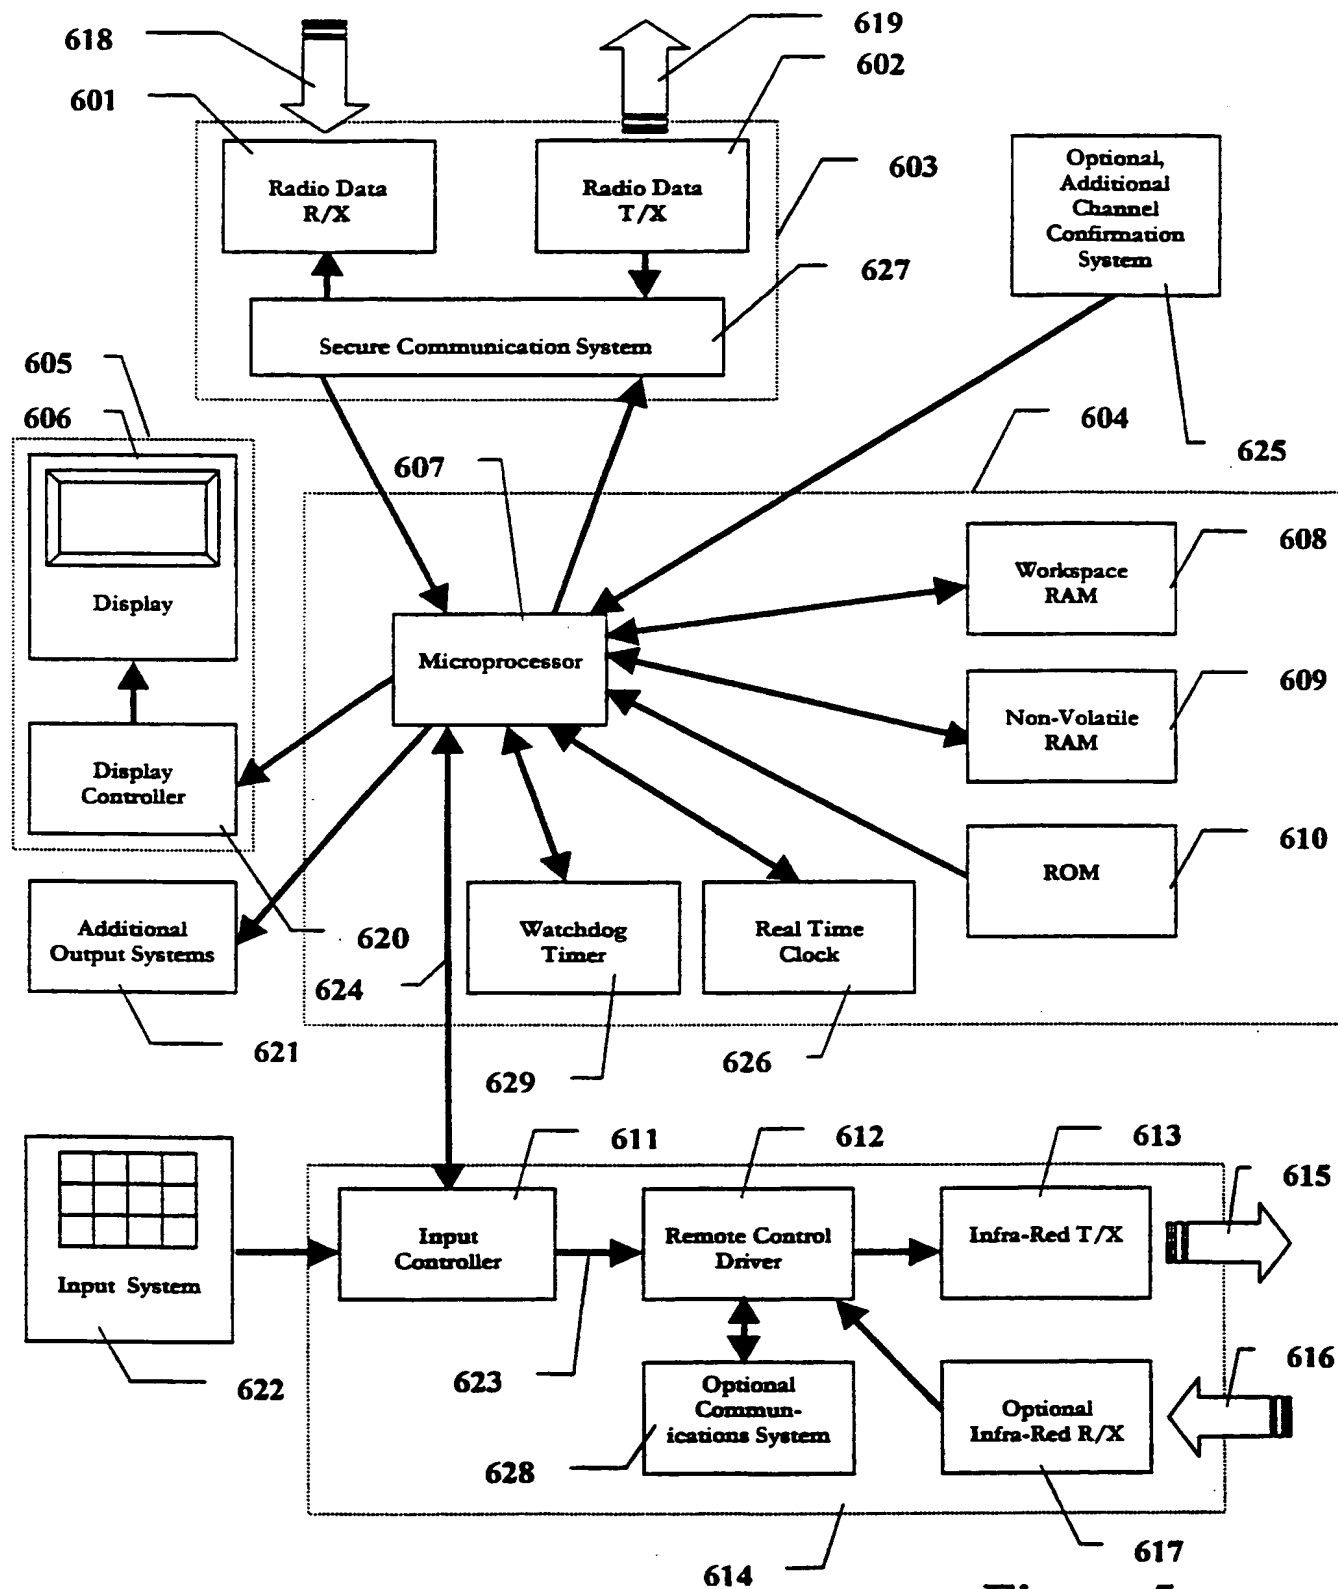 618
619
601
602
Radio Data
R/X
Radio Data
T/X
603
Optional,
Additional
Channel
Confirmation
System
627
Secure Communication System
605
606
604
607
625
608
Workspace
RAM
Display
Microprocessor
609
Non-Volatile
RAM
Display
Controller
610
ROM
Additional
Output Systems
620
624
Watchdog
Timer
Real Time
Clock
621
629
626
611
612
613
615
Input
Controller
Remote Control
Driver
Infra-Red T/X
Input System
622
623
616
Optional
Commun-
ications System
Optional
Infra-Red R/X
628
614
617